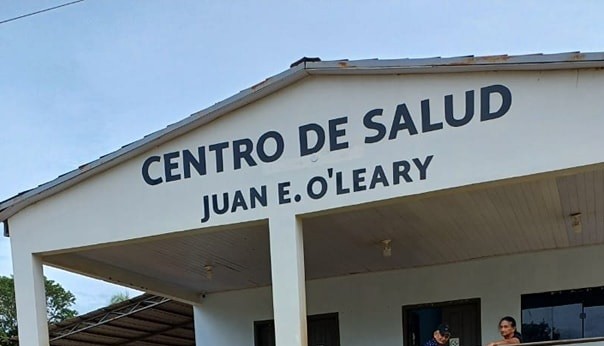 CENTRO DE SALUD
JUAN E. O'LEARY